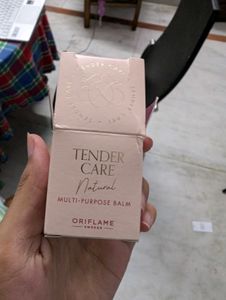 TENDER
CARE
Natural
MULTI-PURPOSE BALM
ORIFLAME
SWEDEN